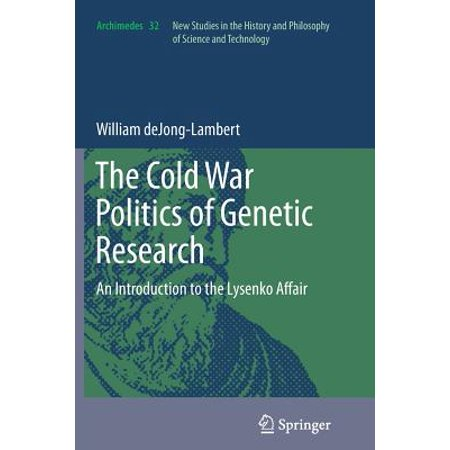 Archimedes 32 New Studies in the History and Philosophy
of Science and Technology
William deJong-Lambert
The Cold War
Politics of Genetic
Research
An Introduction to the Lysenko Affair
Springer